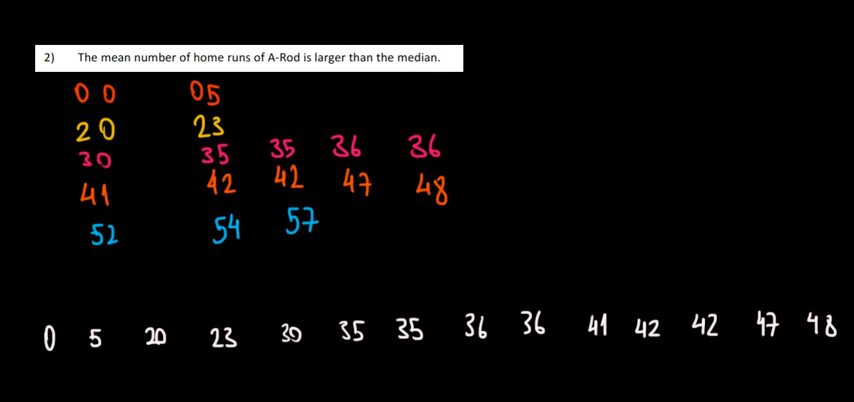 2) The mean number of home runs of A-Rod is larger than the median.
00 05
20 23
30 35 35 36 36
41 42 42 47 48
52 54 57
0 5 20 23 30 35 35 36 36 41 42 42 47 48